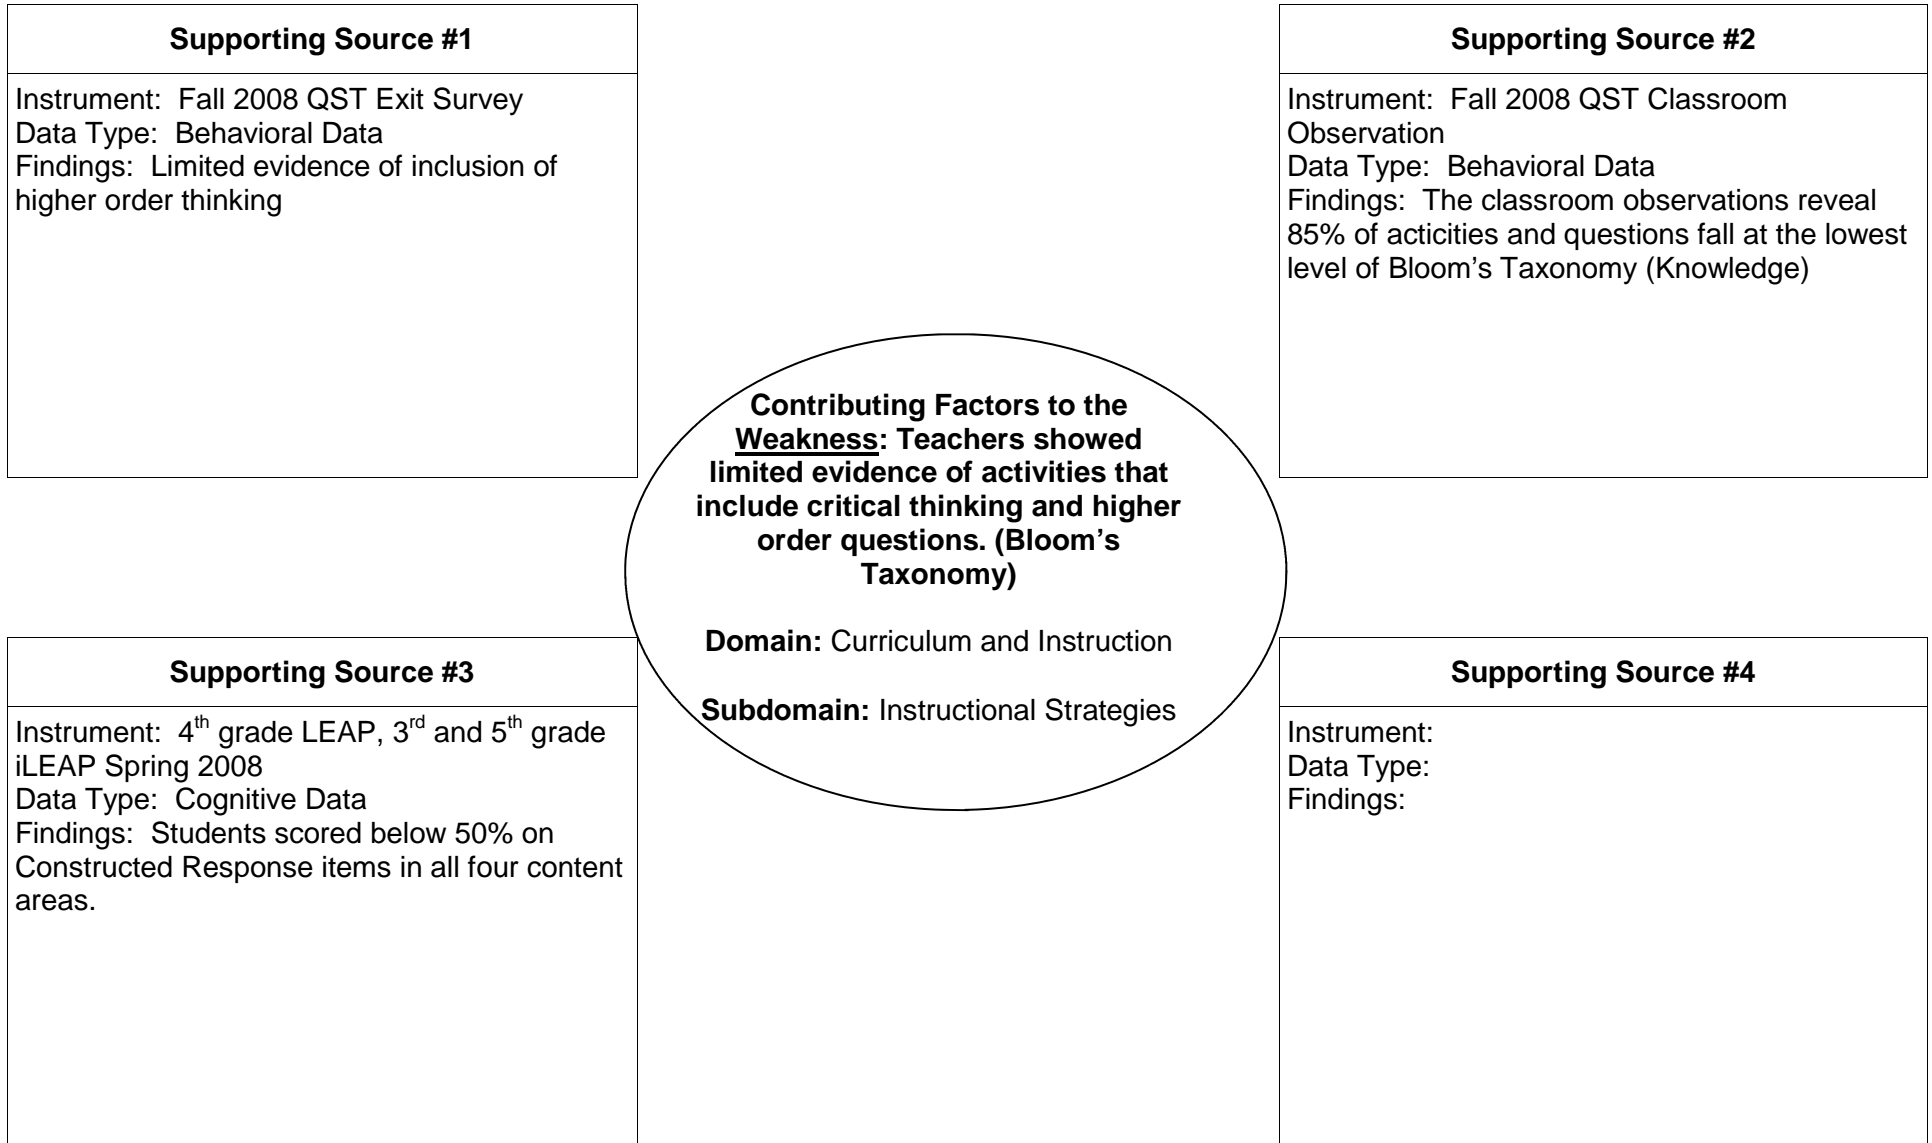 Supporting Source #1
Instrument:  Fall 2008 QST Exit Survey
Data Type:  Behavioral Data
Findings:  Limited evidence of inclusion of
higher order thinking
Supporting Source #2
Instrument:  Fall 2008 QST Classroom
Observation
Data Type:  Behavioral Data
Findings:  The classroom observations reveal
85% of acticities and questions fall at the lowest
level of Bloom’s Taxonomy (Knowledge)
Contributing Factors to the
Weakness: Teachers showed
limited evidence of activities that
include critical thinking and higher
order questions. (Bloom’s
Taxonomy)
Domain: Curriculum and Instruction
Subdomain: Instructional Strategies
Supporting Source #3
Instrument:  4th grade LEAP, 3rd and 5th grade
iLEAP Spring 2008
Data Type:  Cognitive Data
Findings:  Students scored below 50% on
Constructed Response items in all four content
areas.
Supporting Source #4
Instrument:
Data Type:
Findings: